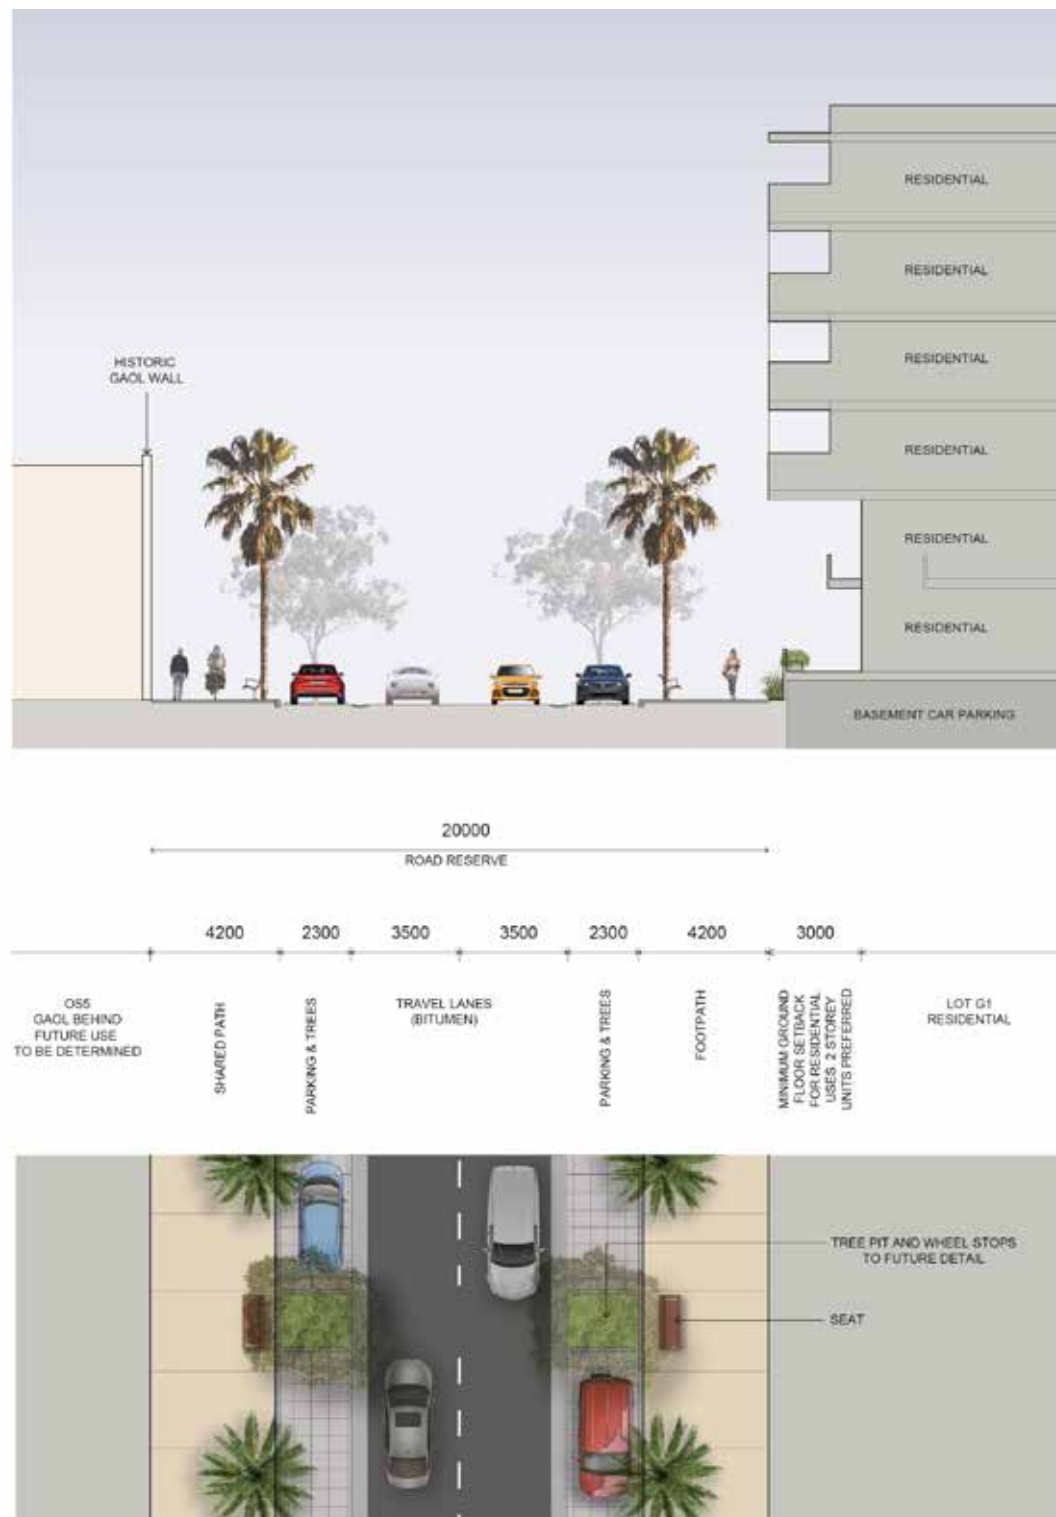 RESIDENTIAL
RESIDENTIAL
RESIDENTIAL
HISTORIC
GAOL WALL
RESIDENTIAL
RESIDENTIAL
RESIDENTIAL
BASEMENT CAR PARKING
20000
ROAD RESERVE
4200
2300
3500
3500
2300
4200
3000
OS5
GAOL BEHIND
FUTURE USE
TO BE DETERMINED
SHARED PATH
PARKING & TREES
TRAVEL LANES
(BITUMEN)
PARKING & TREES
FOOTPATH
MINIMUM GROUND
FLOOR SETBACK
FOR RESIDENTIAL
USES 2 STOREY
UNITS PREFERRED
LOT G1
RESIDENTIAL
TREE PIT AND WHEEL STOPS
TO FUTURE DETAIL
SEAT